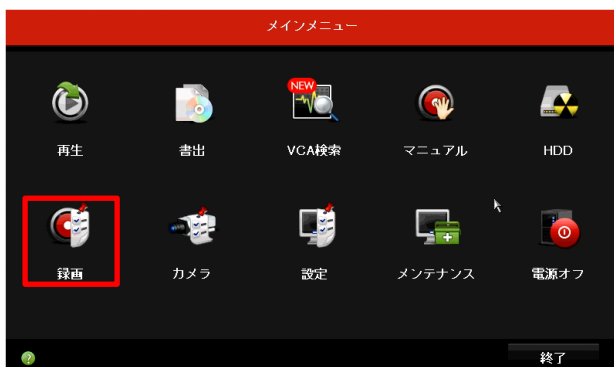 メインメニュー
NEW
再生
書出
VCA検索
マニュアル
HDD
録画
カメラ
設定
メンテナンス
電源オフ
終了